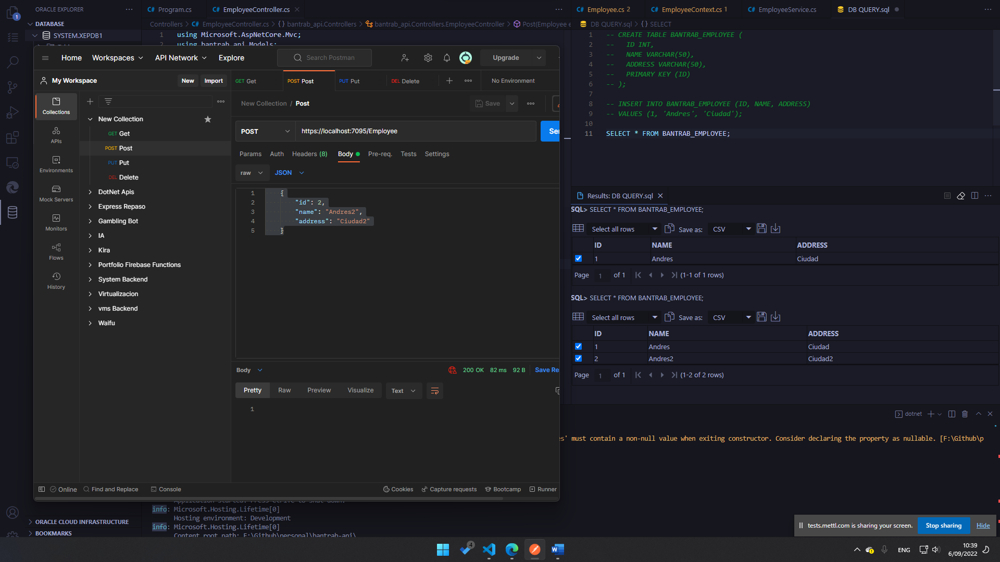 ORACLE EXPLORER
DATABASE
SYSTEM.XEPDB1
ORACLE CLOUD INFRASTRUCTURE
BOOKMARKS
1
C# Program.cs
C# EmployeeController.cs
Controllers > C# EmployeeController.cs > {} bantrab_api.Controllers > bantrab_api.Controllers.EmployeeController > Post(Employee e
1 using Microsoft.AspNetCore.Mvc;
2 using bantrab_api.Models;
Home Workspaces API Network Explore
Search Postman
Upgrade
My Workspace
New Import
GET Get
POST Post
PUT Put
DEL Delete
No Environment
Collections
APIs
Environments
Mock Servers
Monitors
Flows
History
New Collection
GET Get
POST Post
PUT Put
DEL Delete
DotNet Apis
Express Repaso
Gambling Bot
IA
Kira
Portfolio Firebase Functions
System Backend
Virtualizacion
vms Backend
Waifu
New Collection / Post
Save
POST https://localhost:7095/Employee
Params Auth Headers (8) Body Pre-req. Tests Settings
raw JSON
1 {
2 "id": 2,
3 "name": "Andres2",
4 "address": "Ciudad2"
5 }
Body 200 OK 82 ms 92 B Save Re
Pretty Raw Preview Visualize Text
1
Online Find and Replace Console Cookies Capture requests Bootcamp Runner
C# Employee.cs 2
C# EmployeeContext.cs 1
C# EmployeeService.cs
DB QUERY.sql
DB QUERY.sql > {} SELECT
1 -- CREATE TABLE BANTRAB_EMPLOYEE (
2 -- ID INT,
3 -- NAME VARCHAR(50),
4 -- ADDRESS VARCHAR(50),
5 -- PRIMARY KEY (ID)
6 -- );
7
8 -- INSERT INTO BANTRAB_EMPLOYEE (ID, NAME, ADDRESS)
9 -- VALUES (1, 'Andres', 'Ciudad');
10
11 SELECT * FROM BANTRAB_EMPLOYEE;
Results: DB QUERY.sql
SQL> SELECT * FROM BANTRAB_EMPLOYEE;
Select all rows Save as: CSV
ID NAME ADDRESS
1 Andres Ciudad
Page 1 of 1 (1-1 of 1 rows)
SQL> SELECT * FROM BANTRAB_EMPLOYEE;
Select all rows Save as: CSV
ID NAME ADDRESS
1 Andres Ciudad
2 Andres2 Ciudad2
Page 1 of 1 (1-2 of 2 rows)
dotnet
es' must contain a non-null value when exiting constructor. Consider declaring the property as nullable. [F:\Github\p
info: Microsoft.Hosting.Lifetime[0]
Hosting environment: Development
info: Microsoft.Hosting.Lifetime[0]
Content root path: F:\Github\personal\bantrab-api\
tests.mettl.com is sharing your screen. Stop sharing Hide
4
ENG
10:39
6/09/2022